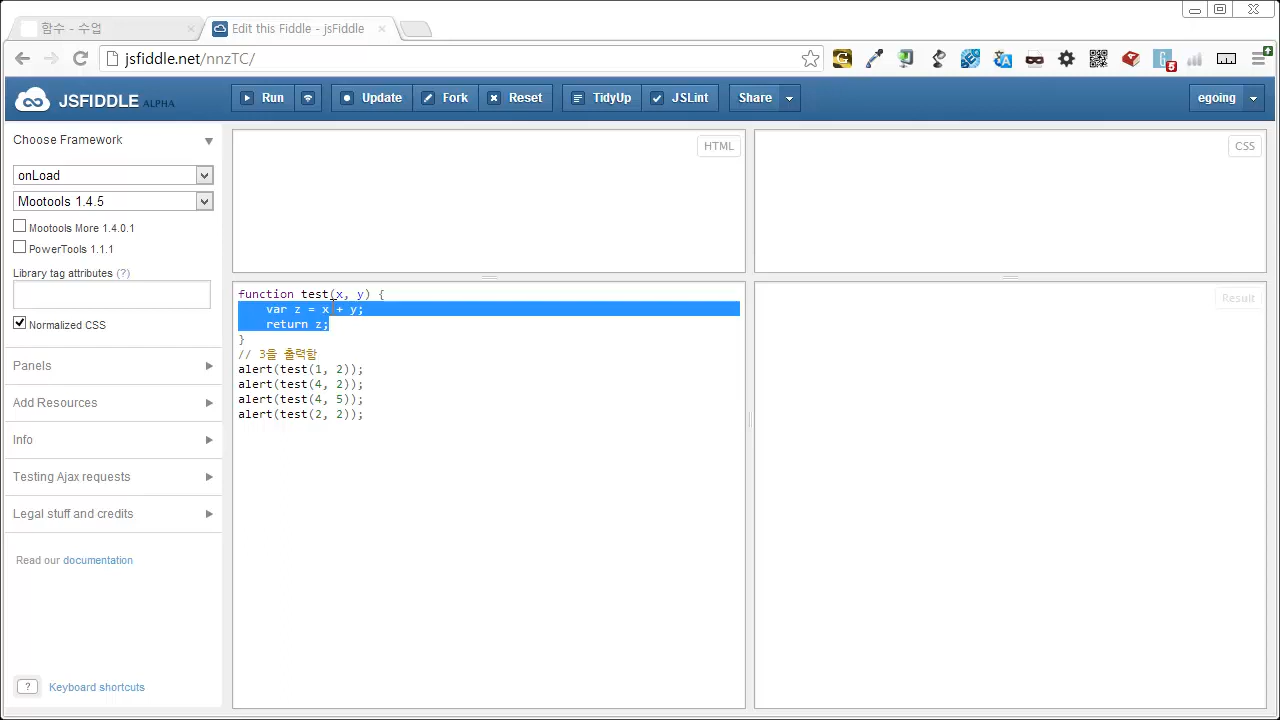 함수 - 수업
Edit this Fiddle - jsFiddle
jsfiddle.net/nnzTC/
5
JSFIDDLE ALPHA
Run
Update
Fork
Reset
TidyUp
JSLint
Share
egoing
Choose Framework
onLoad
Mootools 1.4.5
Mootools More 1.4.0.1
PowerTools 1.1.1
Library tag attributes (?)
Normalized CSS
Panels
Add Resources
Info
Testing Ajax requests
Legal stuff and credits
Read our documentation
? Keyboard shortcuts
HTML
CSS
function test(x, y) {
var z = x + y;
return z;
}
// 3을 출력함
alert(test(1, 2));
alert(test(4, 2));
alert(test(4, 5));
alert(test(2, 2));
Result